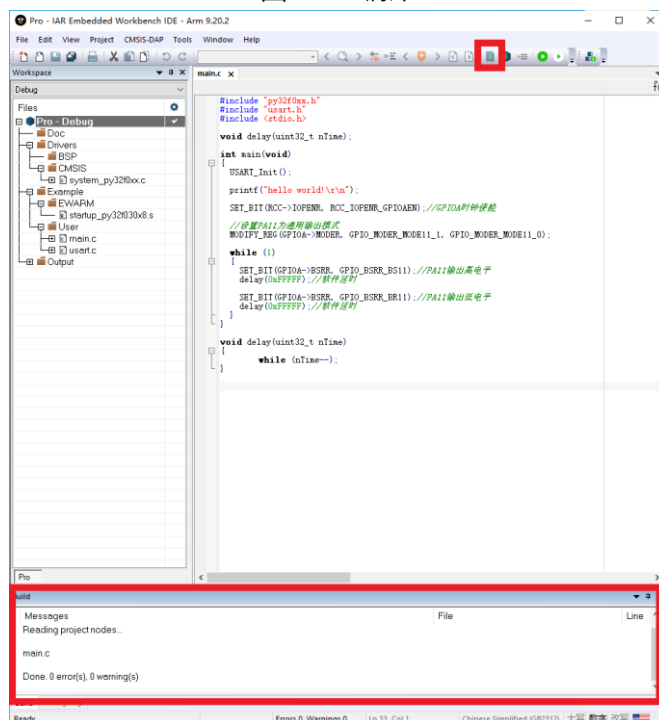 Pro - IAR Embedded Workbench IDE - Arm 9.20.2
File Edit View Project CMSIS-DAP Tools Window Help
Workspace
main.c
Debug
Files
Pro - Debug
Doc
Drivers
BSP
CMSIS
system_py32f0xx.c
Example
EWARM
startup_py32f030x8.s
User
main.c
usart.c
Output
#include "py32f0xx.h"
#include "usart.h"
#include <stdio.h>
void delay(uint32_t nTime);
int main(void)
{
USART_Init();
printf("hello world!\r\n");
SET_BIT(RCC->IOPENR, RCC_IOPENR_GPIOAEN);//GPIOA时钟使能
//设置PA11为通用输出模式
MODIFY_REG(GPIOA->MODER, GPIO_MODER_MODE11_1, GPIO_MODER_MODE11_0);
while (1)
{
SET_BIT(GPIOA->BSRR, GPIO_BSRR_BS11);//PA11输出高电平
delay(0xFFFFF);//软件延时
SET_BIT(GPIOA->BSRR, GPIO_BSRR_BR11);//PA11输出低电平
delay(0xFFFFF);//软件延时
}
}
void delay(uint32_t nTime)
{
while (nTime--);
}
Pro
Messages File Line
Reading project nodes...
main.c
Done. 0 error(s), 0 warning(s)
Ready Errors 0, Warnings 0 Ln 33, Col 1 Chinese Simplified (GB2312) 大写 数字 改写